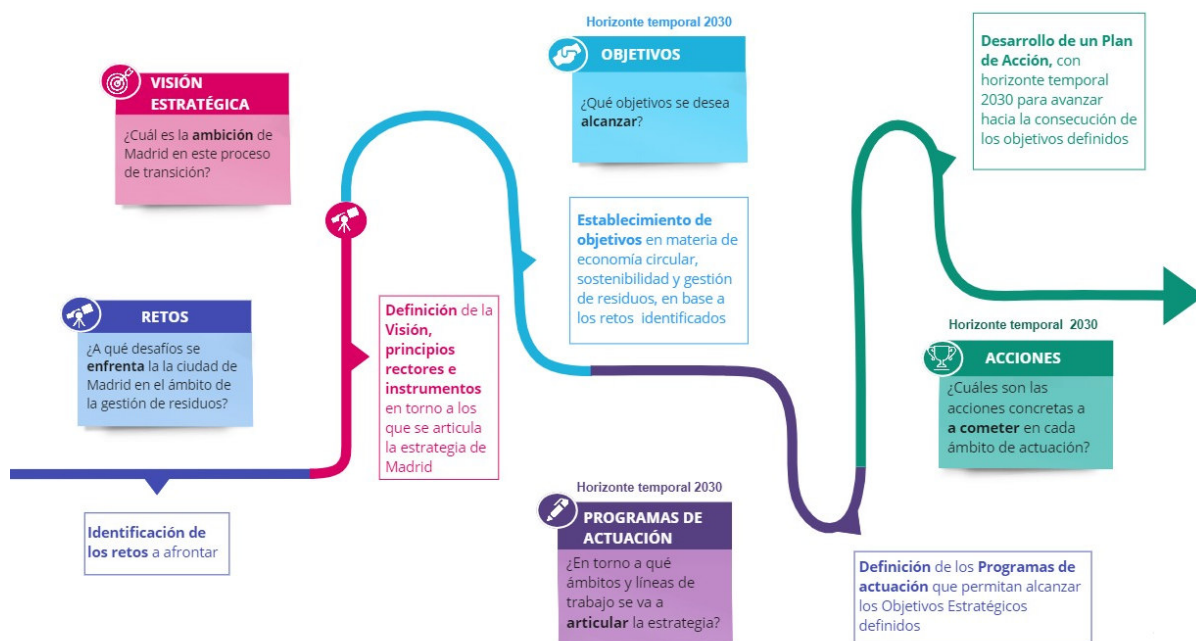 VISIÓN
ESTRATÉGICA
¿Cuál es la ambición de
Madrid en este proceso
de transición?
RETOS
¿A qué desafíos se
enfrenta la la ciudad de
Madrid en el ámbito de
la gestión de residuos?
Identificación de
los retos a afrontar
Definición de la
Visión,
principios
rectores e
instrumentos
en torno a los
que se articula
la estrategia de
Madrid
Horizonte temporal 2030
OBJETIVOS
¿Qué objetivos se desea
alcanzar?
Establecimiento de
objetivos en materia de
economía circular,
sostenibilidad y gestión
de residuos, en base a
los retos identificados
Horizonte temporal 2030
PROGRAMAS DE
ACTUACIÓN
¿En torno a qué
ámbitos y líneas de
trabajo se va a
articular la estrategia?
Definición de los Programas de
actuación que permitan alcanzar
los Objetivos Estratégicos
definidos
Desarrollo de un Plan
de Acción, con
horizonte temporal
2030 para avanzar
hacia la consecución de
los objetivos definidos
Horizonte temporal 2030
ACCIONES
¿Cuáles son las
acciones concretas a
a cometer en cada
ámbito de actuación?